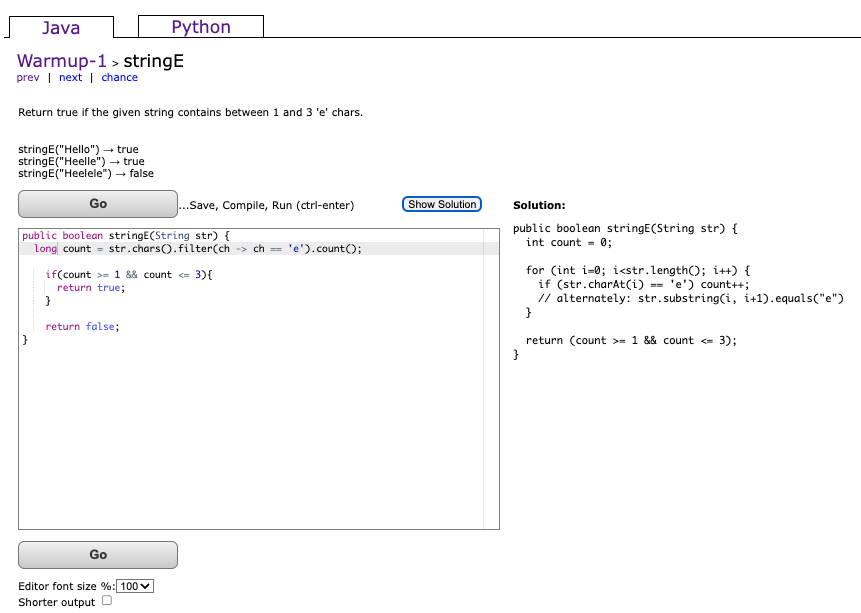 Java Python
Warmup-1 > stringE
prev | next | chance
Return true if the given string contains between 1 and 3 'e' chars.
stringE("Hello") → true
stringE("Heelle") → true
stringE("Heelele") → false
Go ...Save, Compile, Run (ctrl-enter) Show Solution
public boolean stringE(String str) {
  long count = str.chars().filter(ch -> ch == 'e').count();
    if(count >= 1 && count <= 3){
      return true;
    }
    return false;
}
Solution:
public boolean stringE(String str) {
  int count = 0;
  for (int i=0; i<str.length(); i++) {
    if (str.charAt(i) == 'e') count++;
    // alternately: str.substring(i, i+1).equals("e")
  }
  return (count >= 1 && count <= 3);
}
Go
Editor font size %: 100
Shorter output